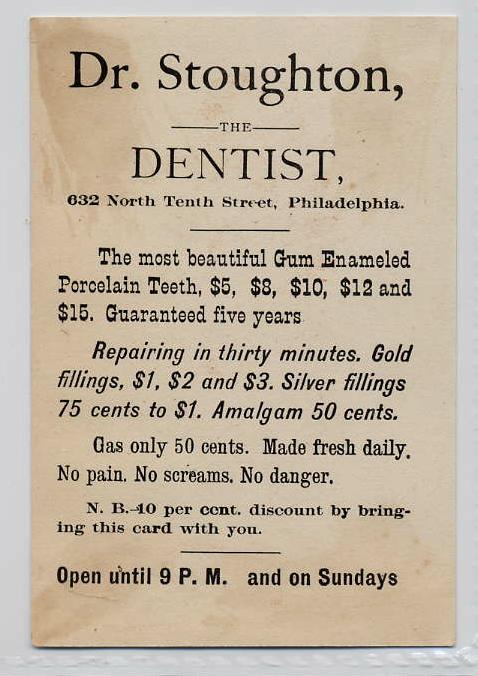 Dr. Stoughton,
THE
DENTIST,
632 North Tenth Street, Philadelphia.
The most beautiful Gum Enameled
Porcelain Teeth, $5, $8, $10, $12 and
$15. Guaranteed five years
Repairing in thirty minutes. Gold
fillings, $1, $2 and $3. Silver fillings
75 cents to $1. Amalgam 50 cents.
Gas only 50 cents. Made fresh daily.
No pain. No screams. No danger.
N. B.–10 per cent. discount by bring-
ing this card with you.
Open until 9 P. M. and on Sundays